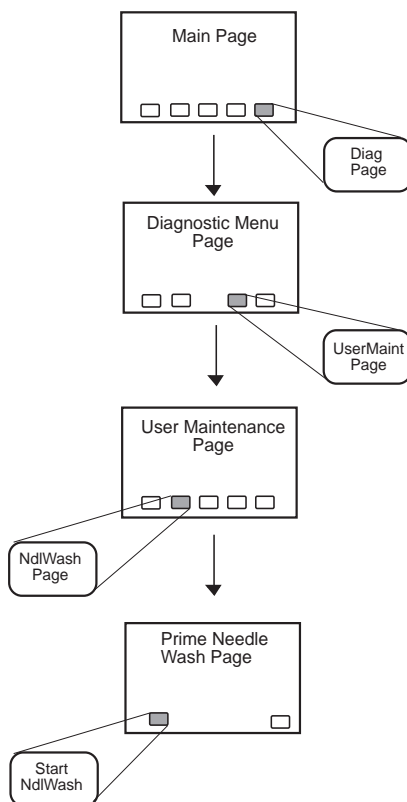 Main Page
Diag
Page
Diagnostic Menu
Page
UserMaint
Page
User Maintenance
Page
NdlWash
Page
Prime Needle
Wash Page
Start
NdlWash